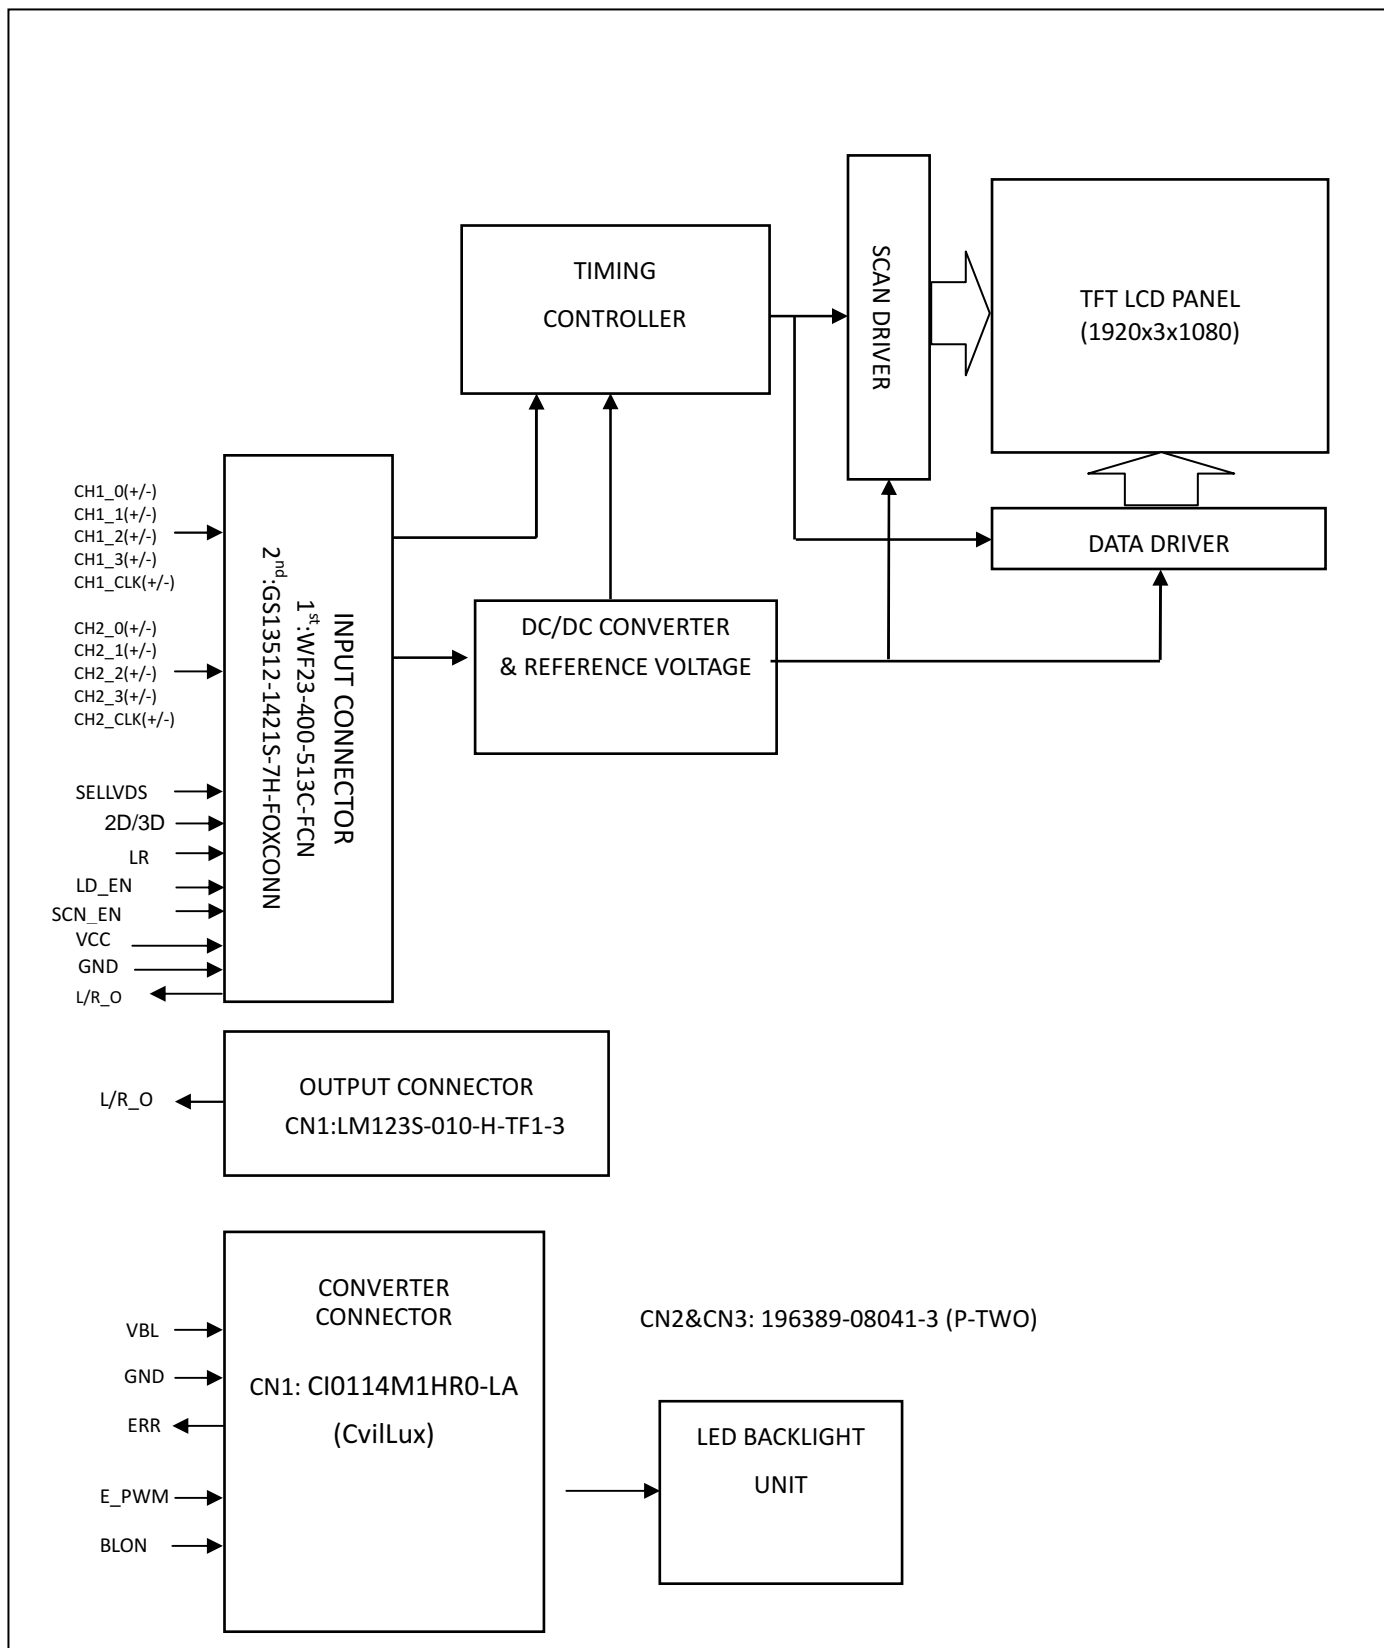 TIMING
CONTROLLER
SCAN DRIVER
TFT LCD PANEL
(1920x3x1080)
DATA DRIVER
CH1_0(+/-)
CH1_1(+/-)
CH1_2(+/-)
CH1_3(+/-)
CH1_CLK(+/-)
CH2_0(+/-)
CH2_1(+/-)
CH2_2(+/-)
CH2_3(+/-)
CH2_CLK(+/-)
SELLVDS
2D/3D
LR
LD_EN
SCN_EN
VCC
GND
L/R_O
INPUT CONNECTOR
1st:WF23-400-513C-FCN
2nd:GS13512-1421S-7H-FOXCONN
DC/DC CONVERTER
& REFERENCE VOLTAGE
L/R_O
OUTPUT CONNECTOR
CN1:LM123S-010-H-TF1-3
VBL
GND
ERR
E_PWM
BLON
CONVERTER
CONNECTOR
CN1: CI0114M1HR0-LA
(CvilLux)
CN2&CN3: 196389-08041-3 (P-TWO)
LED BACKLIGHT
UNIT